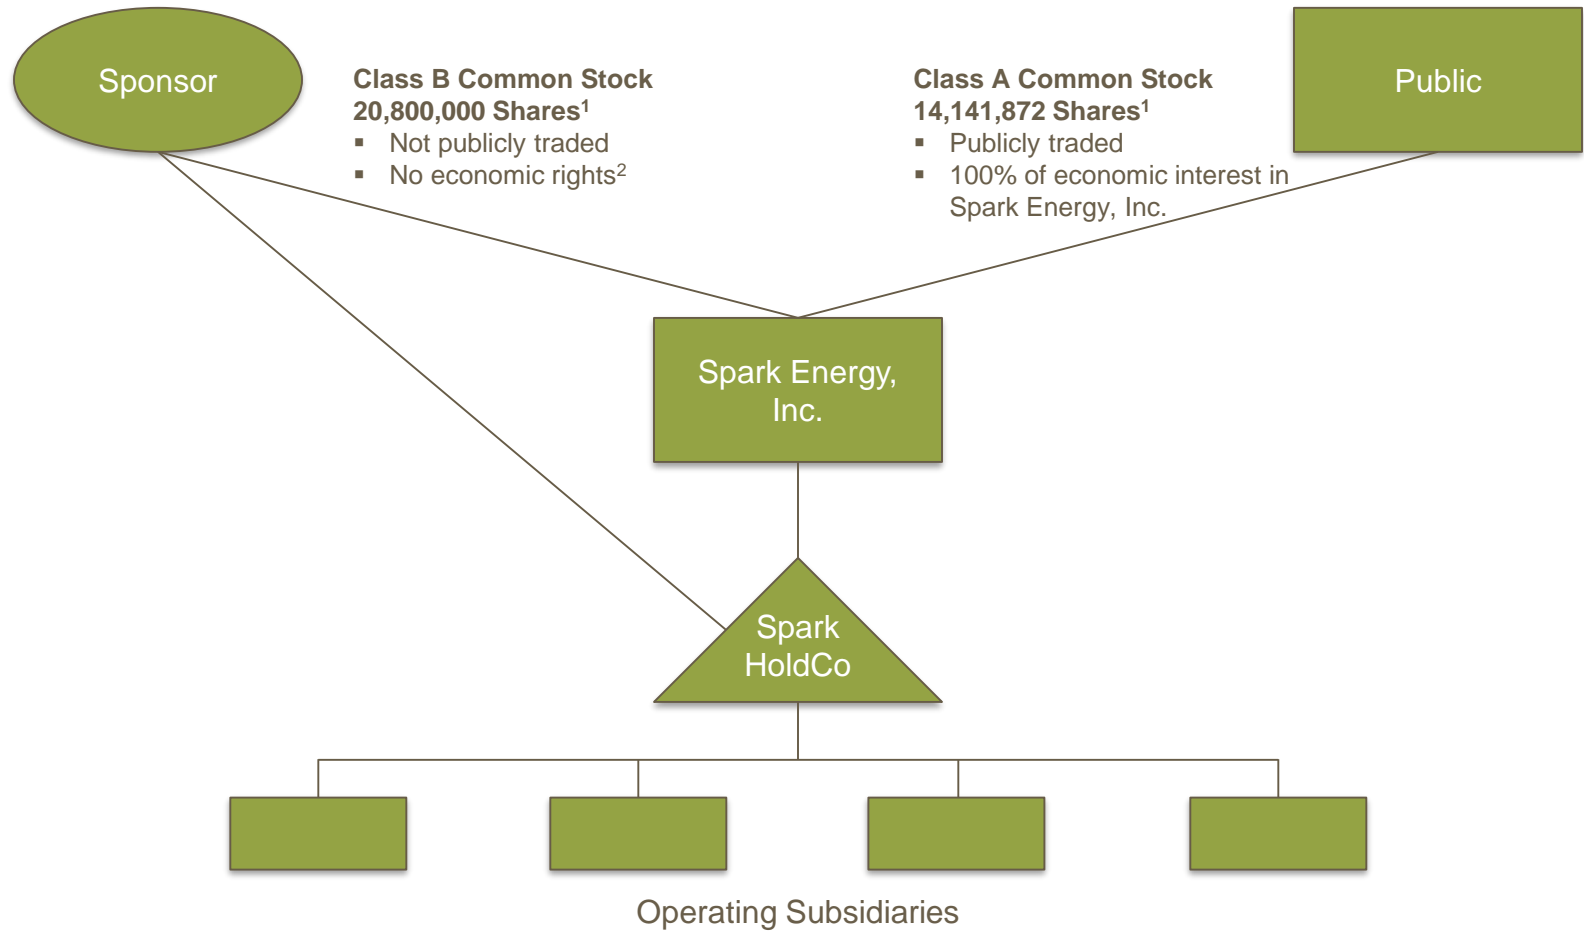 Sponsor
Class B Common Stock
20,800,000 Shares¹
▪ Not publicly traded
▪ No economic rights²
Class A Common Stock
14,141,872 Shares¹
▪ Publicly traded
▪ 100% of economic interest in
Spark Energy, Inc.
Public
Spark Energy,
Inc.
Spark
HoldCo
Operating Subsidiaries